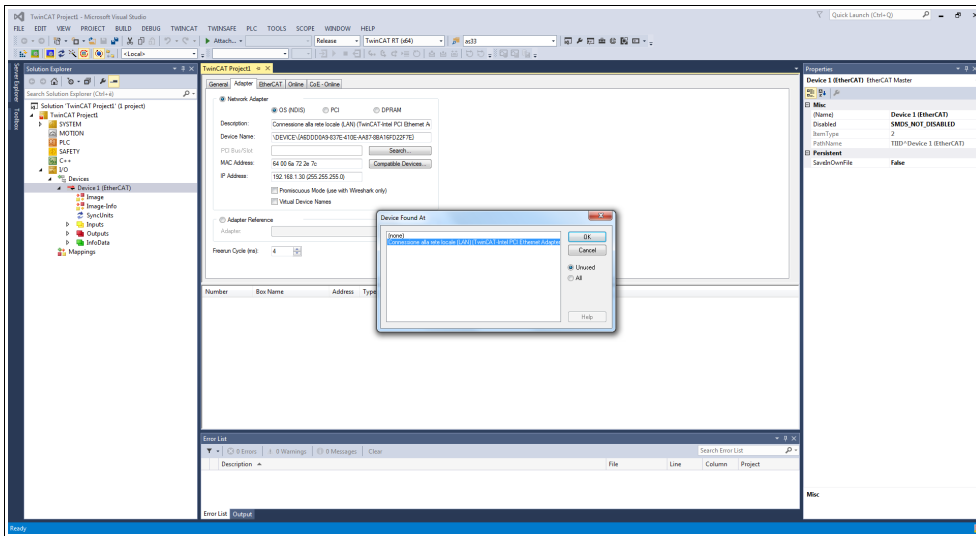 TwinCAT Project1 - Microsoft Visual Studio
Quick Launch (Ctrl+Q)
FILE EDIT VIEW PROJECT BUILD DEBUG TWINCAT TWINSAFE PLC TOOLS SCOPE WINDOW HELP
Attach... Release TwinCAT RT (x64) as33
<Local>
Server Explorer
Toolbox
Solution Explorer
Search Solution Explorer (Ctrl+è)
Solution 'TwinCAT Project1' (1 project)
TwinCAT Project1
SYSTEM
MOTION
PLC
SAFETY
C++
I/O
Devices
Device 1 (EtherCAT)
Image
Image-Info
SyncUnits
Inputs
Outputs
InfoData
Mappings
TwinCAT Project1
General Adapter EtherCAT Online CoE - Online
Network Adapter
OS (NDIS) PCI DPRAM
Description: Connessione alla rete locale (LAN) (TwinCAT-Intel PCI Ethernet A
Device Name:
PCI Bus/Slot: Search...
MAC Address: 64 00 6a 72 2e 7c Compatible Devices...
IP Address: 192.168.1.30 (255.255.255.0)
Promiscuous Mode (use with Wireshark only)
Virtual Device Names
Adapter Reference
Adapter:
Freerun Cycle (ms): 4
Number Box Name Address Type
Device Found At
(none)
Connessione alla rete locale (LAN) (TwinCAT-Intel PCI Ethernet Adapter
OK
Cancel
Unused
All
Help
Error List
0 Errors 0 Warnings 0 Messages Clear
Search Error List
Description File Line Column Project
Error List Output
Properties
Device 1 (EtherCAT) EtherCAT Master
Misc
(Name) Device 1 (EtherCAT)
Disabled SMDS_NOT_DISABLED
ItemType 2
PathName TIID^Device 1 (EtherCAT)
Persistent
SaveInOwnFile False
Misc
Ready